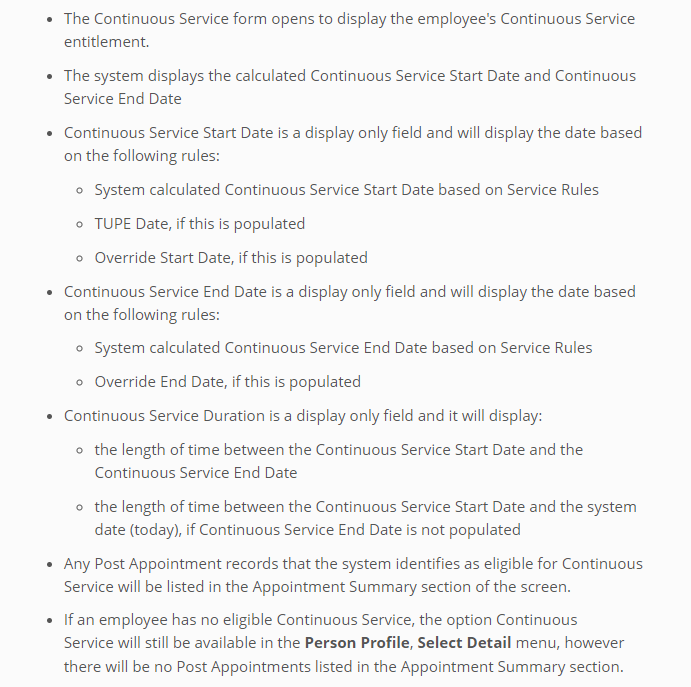 • The Continuous Service form opens to display the employee's Continuous Service
entitlement.
• The system displays the calculated Continuous Service Start Date and Continuous
Service End Date
• Continuous Service Start Date is a display only field and will display the date based
on the following rules:
◦ System calculated Continuous Service Start Date based on Service Rules
◦ TUPE Date, if this is populated
◦ Override Start Date, if this is populated
• Continuous Service End Date is a display only field and will display the date based
on the following rules:
◦ System calculated Continuous Service End Date based on Service Rules
◦ Override End Date, if this is populated
• Continuous Service Duration is a display only field and it will display:
◦ the length of time between the Continuous Service Start Date and the
Continuous Service End Date
◦ the length of time between the Continuous Service Start Date and the system
date (today), if Continuous Service End Date is not populated
• Any Post Appointment records that the system identifies as eligible for Continuous
Service will be listed in the Appointment Summary section of the screen.
• If an employee has no eligible Continuous Service, the option Continuous
Service will still be available in the Person Profile, Select Detail menu, however
there will be no Post Appointments listed in the Appointment Summary section.